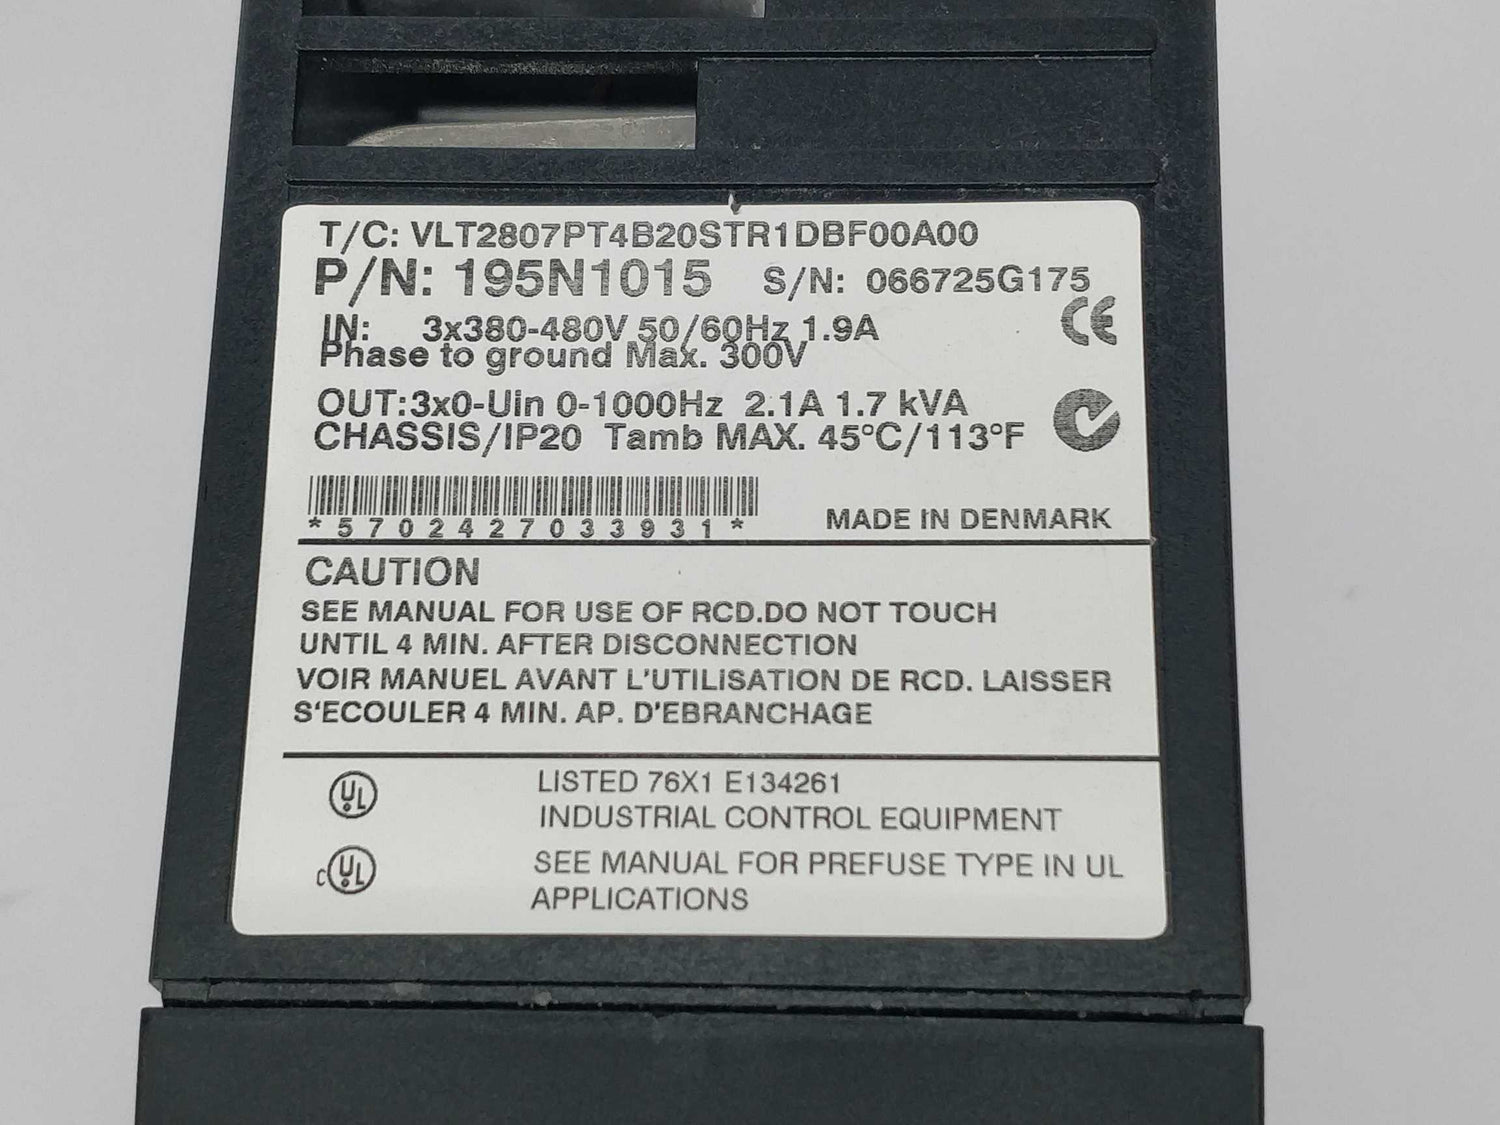 T/C: VLT2807PT4B20STR1DBF00A00
P/N: 195N1015 S/N: 066725G175
IN: 3x380-480V 50/60Hz 1.9A
Phase to ground Max. 300V
CE
OUT:3x0-Uin 0-1000Hz 2.1A 1.7 kVA
CHASSIS/IP20 Tamb MAX. 45°C/113°F
*5702427033931*
MADE IN DENMARK
CAUTION
SEE MANUAL FOR USE OF RCD.DO NOT TOUCH
UNTIL 4 MIN. AFTER DISCONNECTION
VOIR MANUEL AVANT L'UTILISATION DE RCD. LAISSER
S'ECOULER 4 MIN. AP. D'EBRANCHAGE
UL LISTED 76X1 E134261
INDUSTRIAL CONTROL EQUIPMENT
c UL SEE MANUAL FOR PREFUSE TYPE IN UL
APPLICATIONS